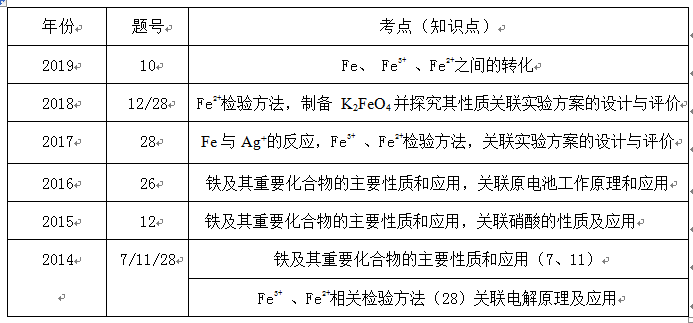 年份 题号 考点（知识点）
2019 10 Fe、 Fe³⁺ 、Fe²⁺之间的转化
2018 12/28 Fe²⁺检验方法，制备 K₂FeO₄并探究其性质关联实验方案的设计与评价
2017 28 Fe与Ag⁺的反应，Fe³⁺ 、Fe²⁺检验方法，关联实验方案的设计与评价
2016 26 铁及其重要化合物的主要性质和应用，关联原电池工作原理和应用
2015 12 铁及其重要化合物的主要性质和应用，关联硝酸的性质及应用
2014 7/11/28 铁及其重要化合物的主要性质和应用（7、11）
Fe³⁺ 、Fe²⁺相关检验方法（28）关联电解原理及应用